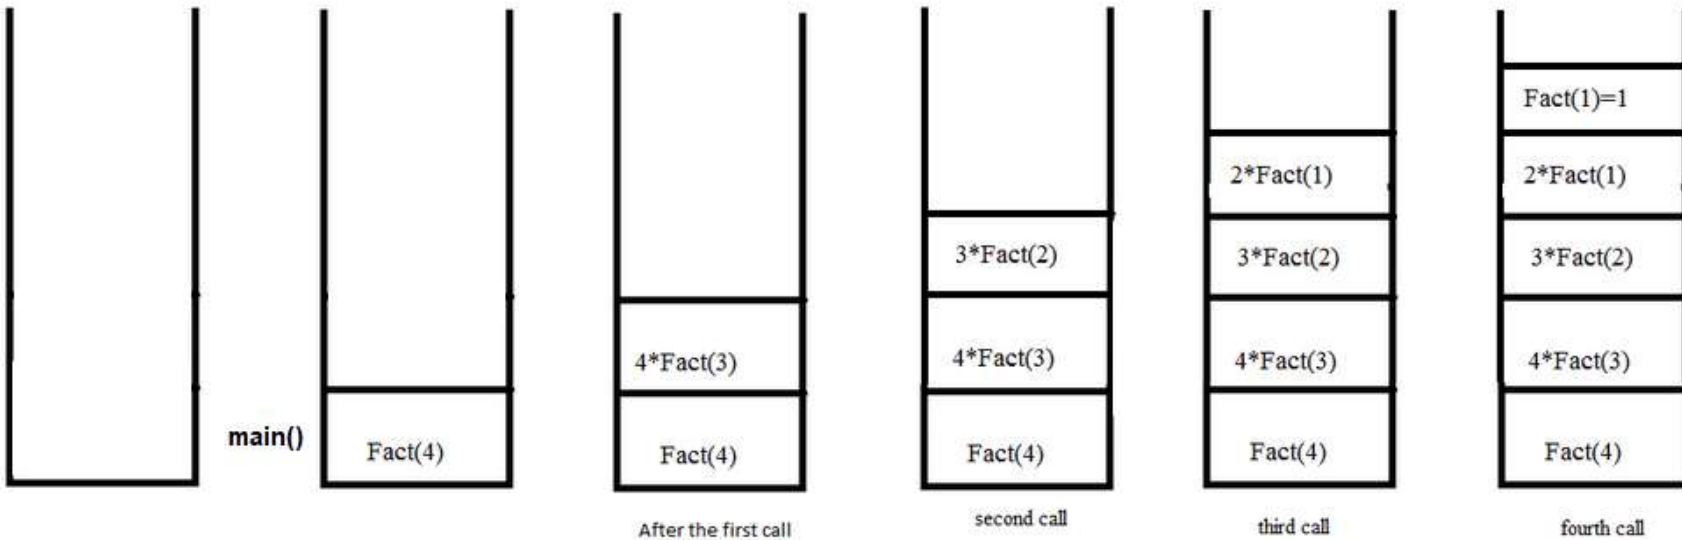 main()
Fact(4)
4*Fact(3)
Fact(4)
After the first call
3*Fact(2)
4*Fact(3)
Fact(4)
second call
2*Fact(1)
3*Fact(2)
4*Fact(3)
Fact(4)
third call
Fact(1)=1
2*Fact(1)
3*Fact(2)
4*Fact(3)
Fact(4)
fourth call